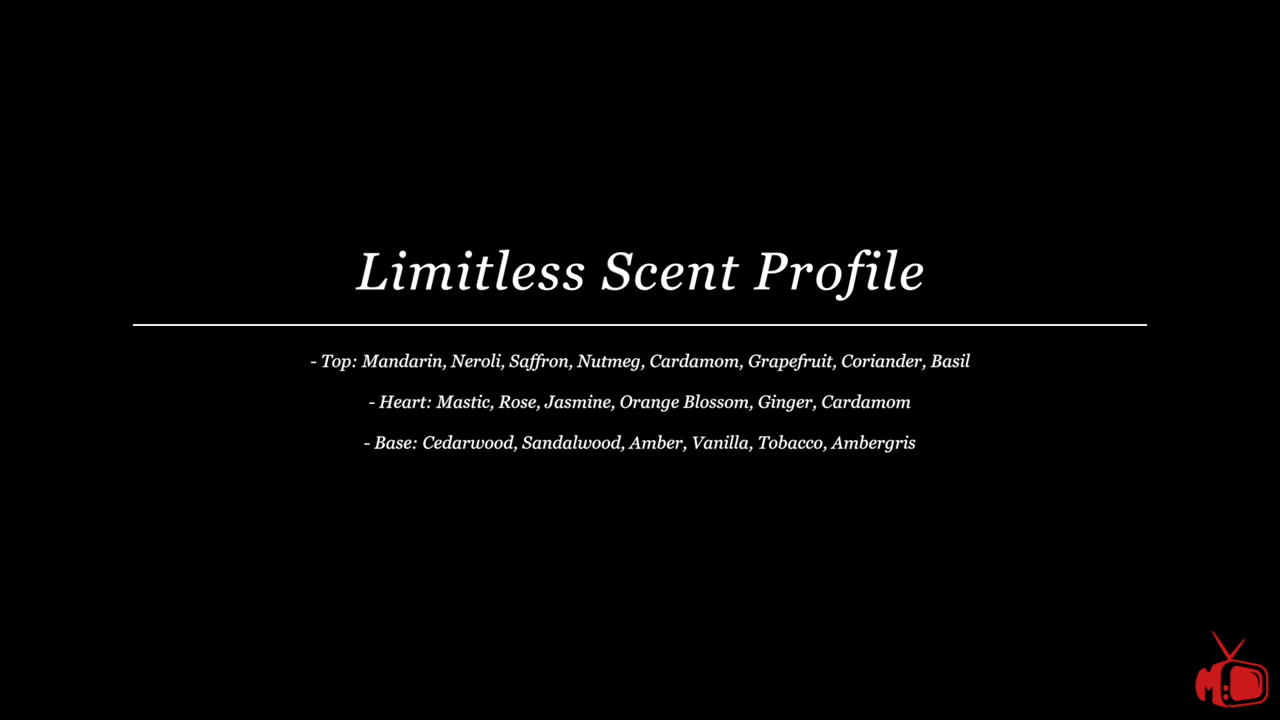 Limitless Scent Profile
- Top: Mandarin, Neroli, Saffron, Nutmeg, Cardamom, Grapefruit, Coriander, Basil
- Heart: Mastic, Rose, Jasmine, Orange Blossom, Ginger, Cardamom
- Base: Cedarwood, Sandalwood, Amber, Vanilla, Tobacco, Ambergris
M